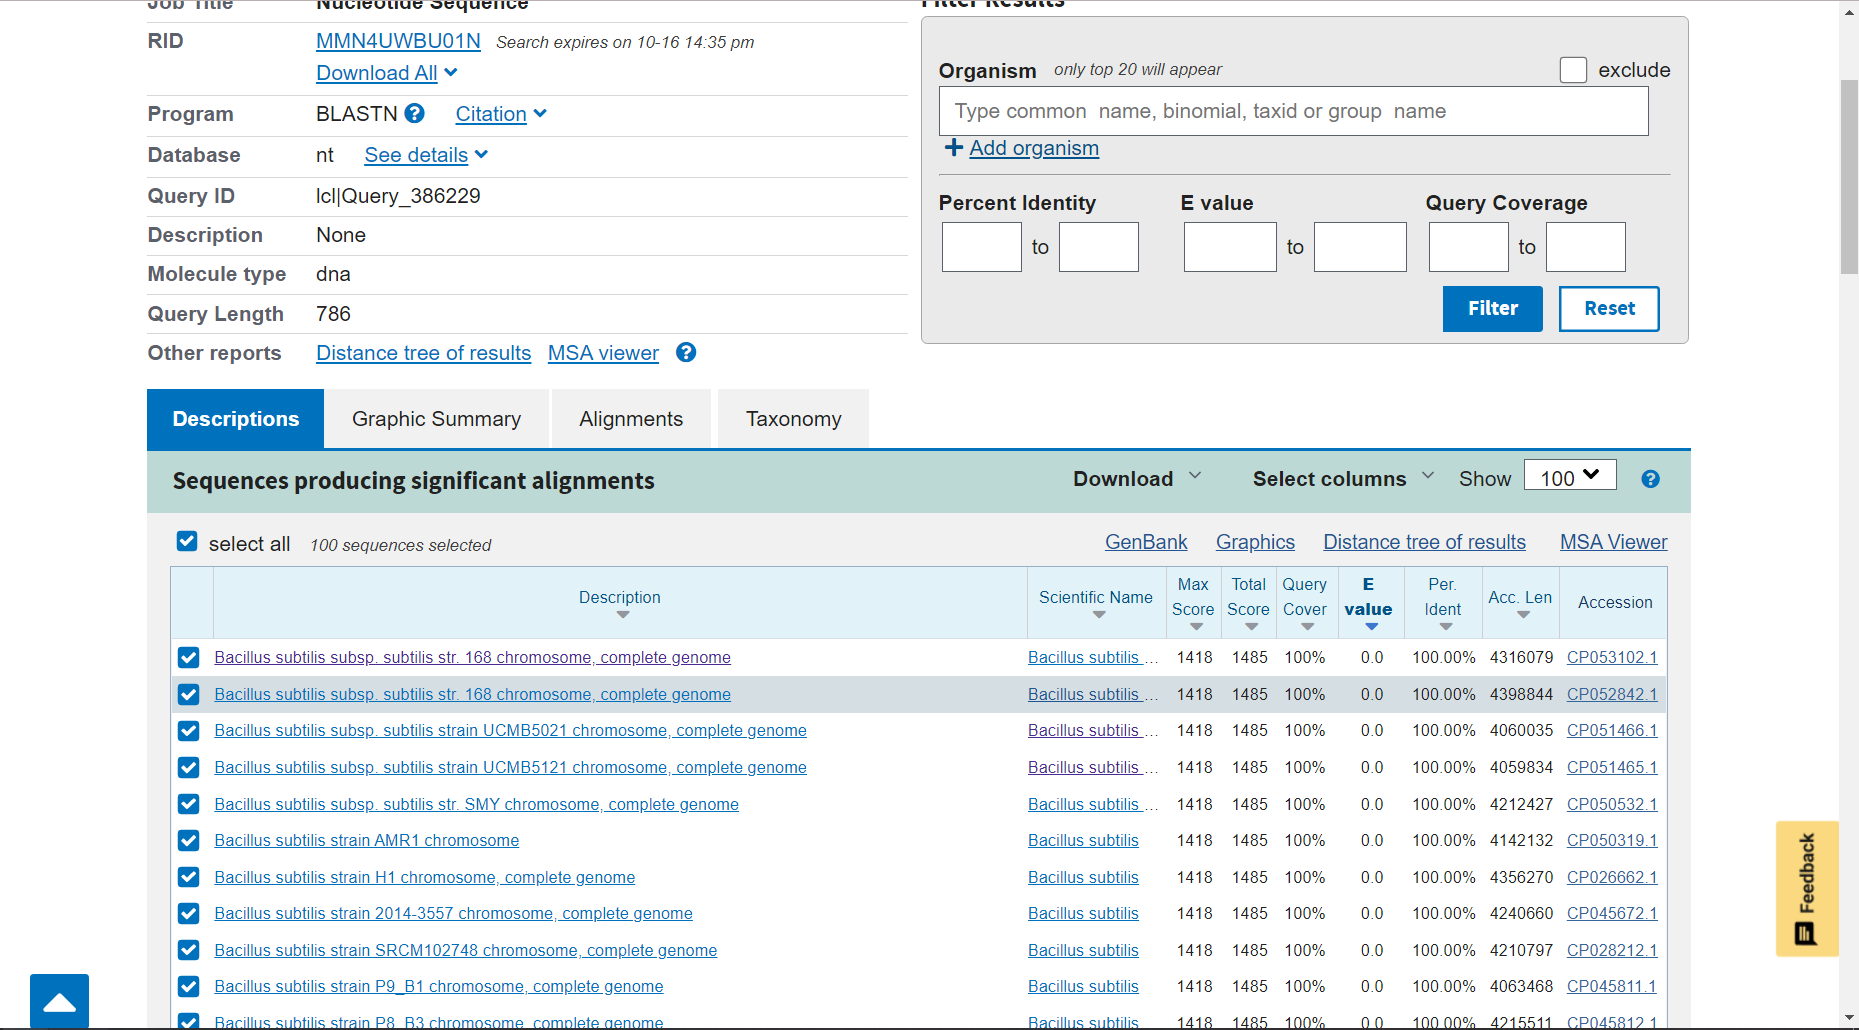 Job Title Nucleotide Sequence
Filter Results
RID MMN4UWBU01N Search expires on 10-16 14:35 pm
Download All
Program BLASTN ? Citation
Database nt See details
Query ID lcl|Query_386229
Description None
Molecule type dna
Query Length 786
Other reports Distance tree of results MSA viewer ?
Organism only top 20 will appear exclude
Type common name, binomial, taxid or group name
+ Add organism
Percent Identity E value Query Coverage
to to to
Filter Reset
Descriptions Graphic Summary Alignments Taxonomy
Sequences producing significant alignments Download Select columns Show 100 ?
select all 100 sequences selected GenBank Graphics Distance tree of results MSA Viewer
Description Scientific Name Max Score Total Score Query Cover E value Per. Ident Acc. Len Accession
Bacillus subtilis subsp. subtilis str. 168 chromosome, complete genome Bacillus subtilis ... 1418 1485 100% 0.0 100.00% 4316079 CP053102.1
Bacillus subtilis subsp. subtilis str. 168 chromosome, complete genome Bacillus subtilis ... 1418 1485 100% 0.0 100.00% 4398844 CP052842.1
Bacillus subtilis subsp. subtilis strain UCMB5021 chromosome, complete genome Bacillus subtilis ... 1418 1485 100% 0.0 100.00% 4060035 CP051466.1
Bacillus subtilis subsp. subtilis strain UCMB5121 chromosome, complete genome Bacillus subtilis ... 1418 1485 100% 0.0 100.00% 4059834 CP051465.1
Bacillus subtilis subsp. subtilis str. SMY chromosome, complete genome Bacillus subtilis ... 1418 1485 100% 0.0 100.00% 4212427 CP050532.1
Bacillus subtilis strain AMR1 chromosome Bacillus subtilis 1418 1485 100% 0.0 100.00% 4142132 CP050319.1
Bacillus subtilis strain H1 chromosome, complete genome Bacillus subtilis 1418 1485 100% 0.0 100.00% 4356270 CP026662.1
Bacillus subtilis strain 2014-3557 chromosome, complete genome Bacillus subtilis 1418 1485 100% 0.0 100.00% 4240660 CP045672.1
Bacillus subtilis strain SRCM102748 chromosome, complete genome Bacillus subtilis 1418 1485 100% 0.0 100.00% 4210797 CP028212.1
Bacillus subtilis strain P9_B1 chromosome, complete genome Bacillus subtilis 1418 1485 100% 0.0 100.00% 4063468 CP045811.1
Bacillus subtilis strain P8_B3 chromosome, complete genome Bacillus subtilis 1418 1485 100% 0.0 100.00% 4215511 CP045812.1
Feedback